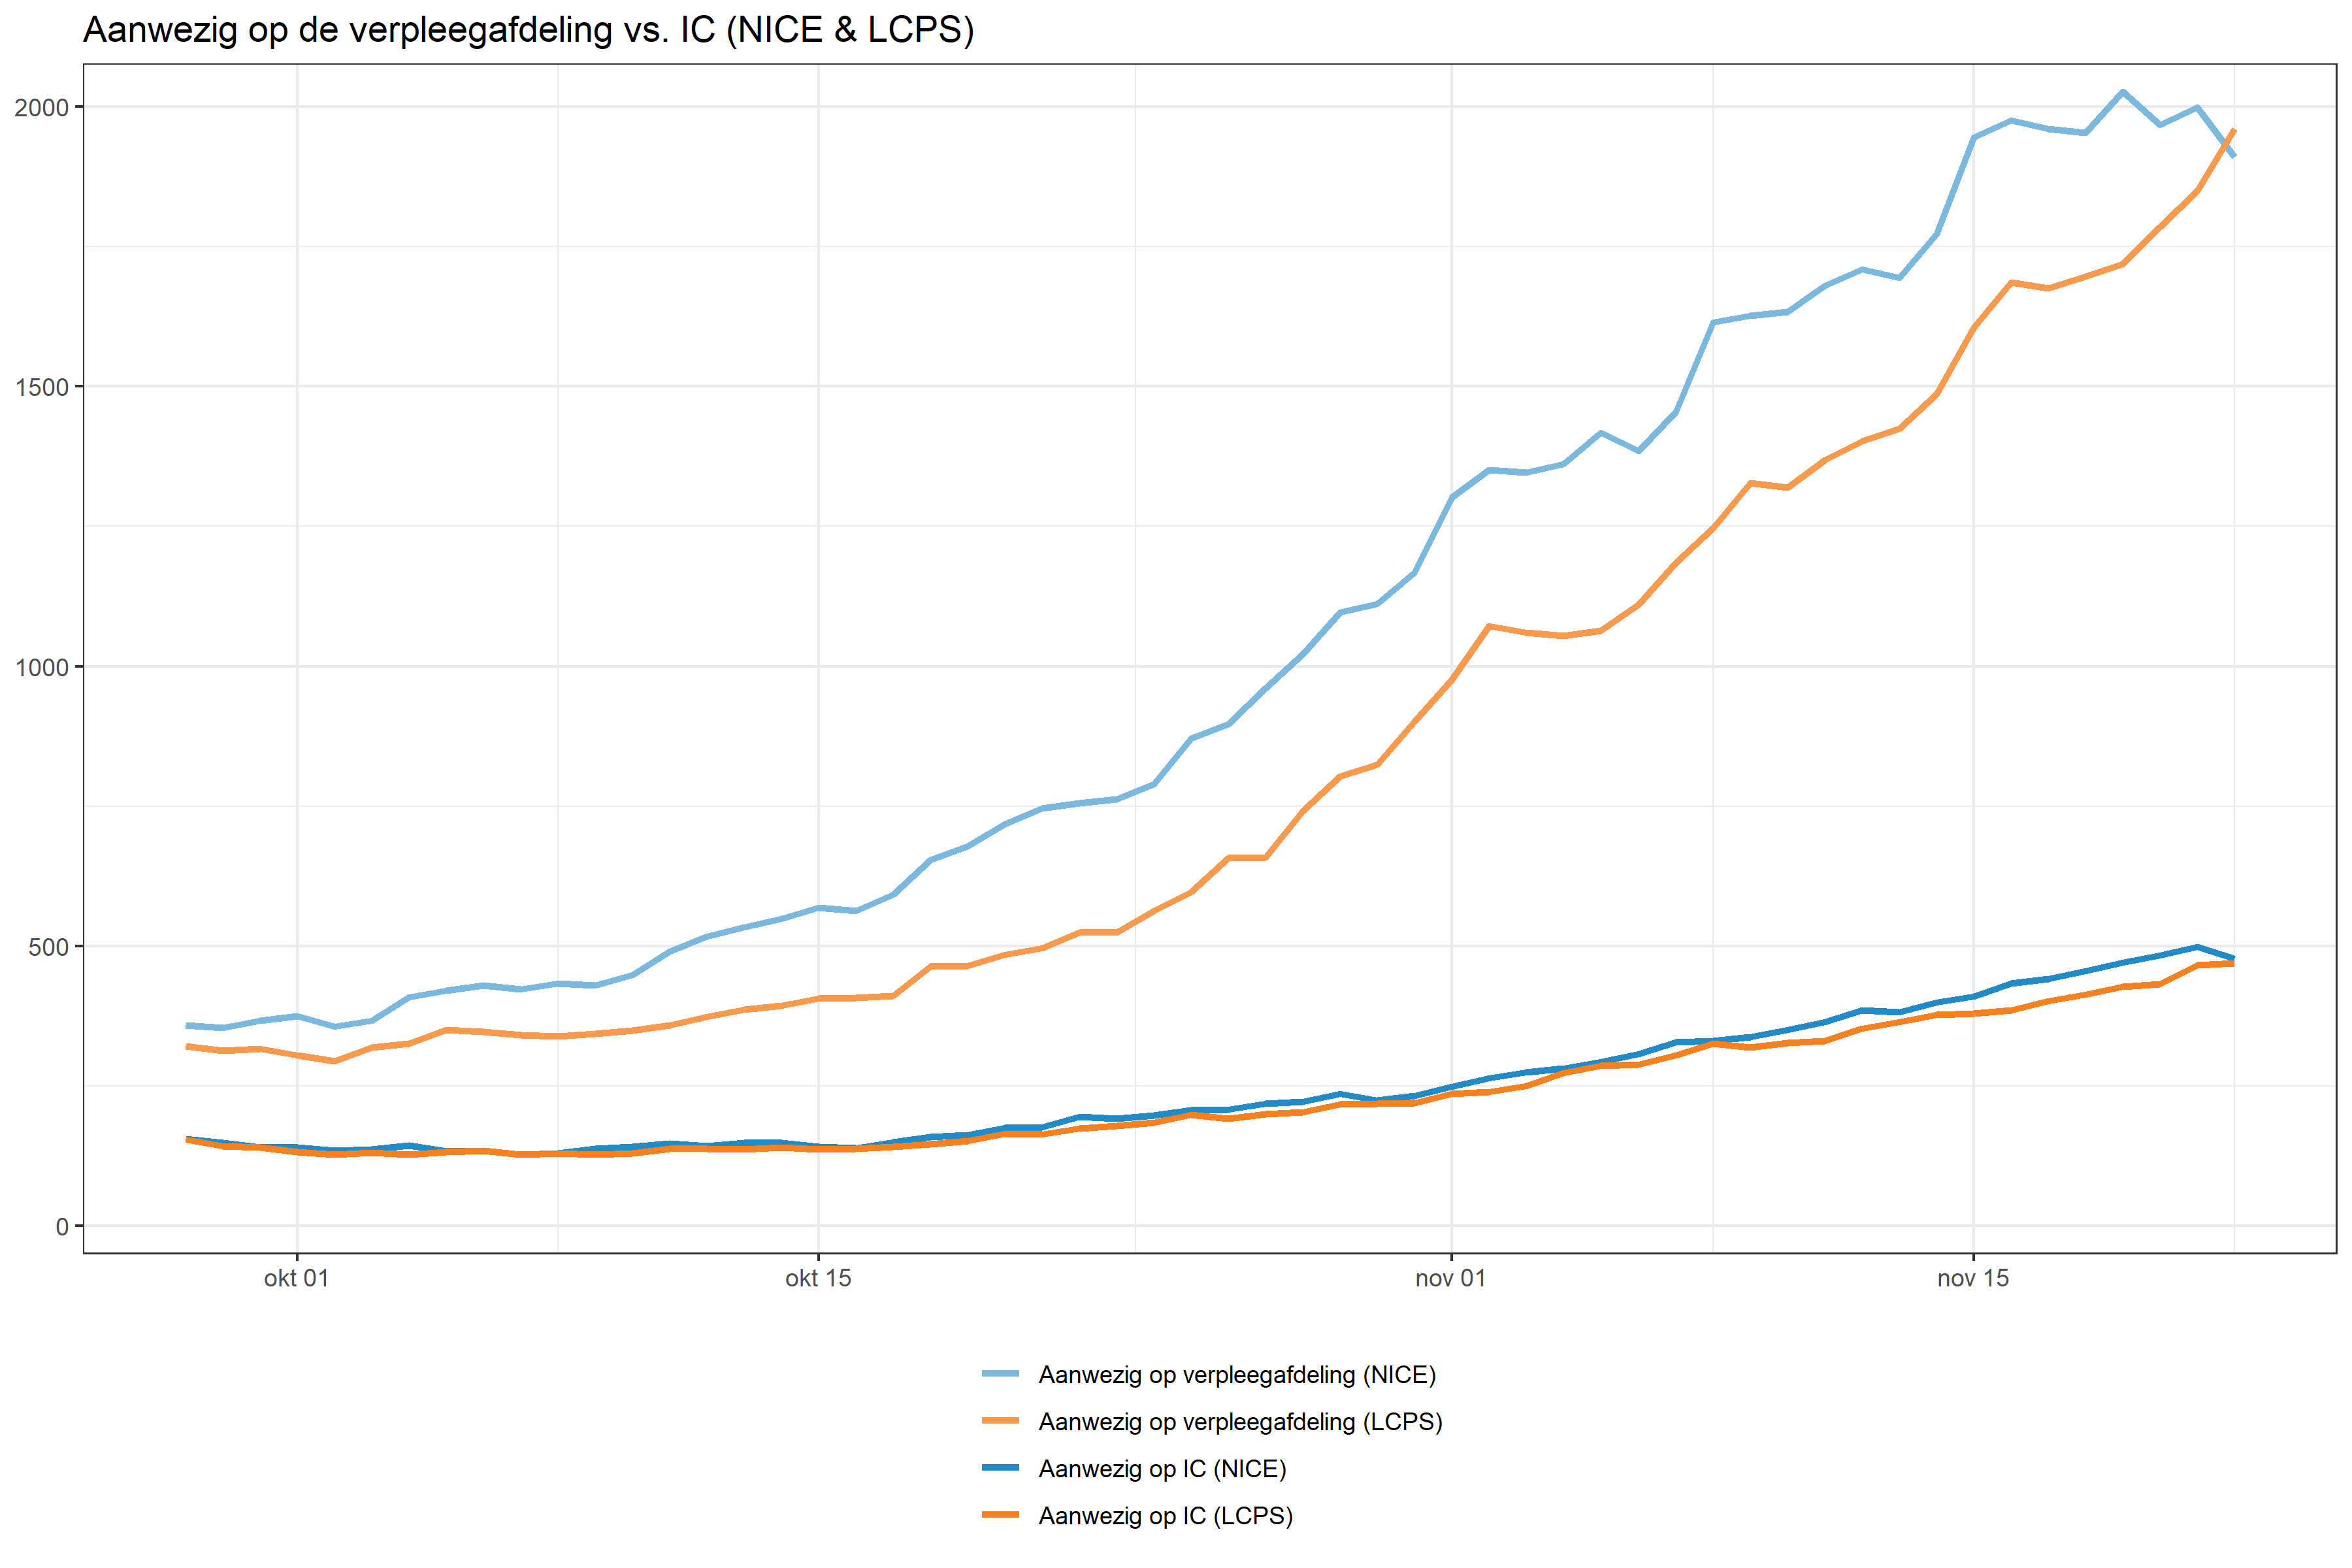 Aanwezig op de verpleegafdeling vs. IC (NICE & LCPS)
2000
1500
1000
500
0
okt 01
okt 15
nov 01
nov 15
Aanwezig op verpleegafdeling (NICE)
Aanwezig op verpleegafdeling (LCPS)
Aanwezig op IC (NICE)
Aanwezig op IC (LCPS)